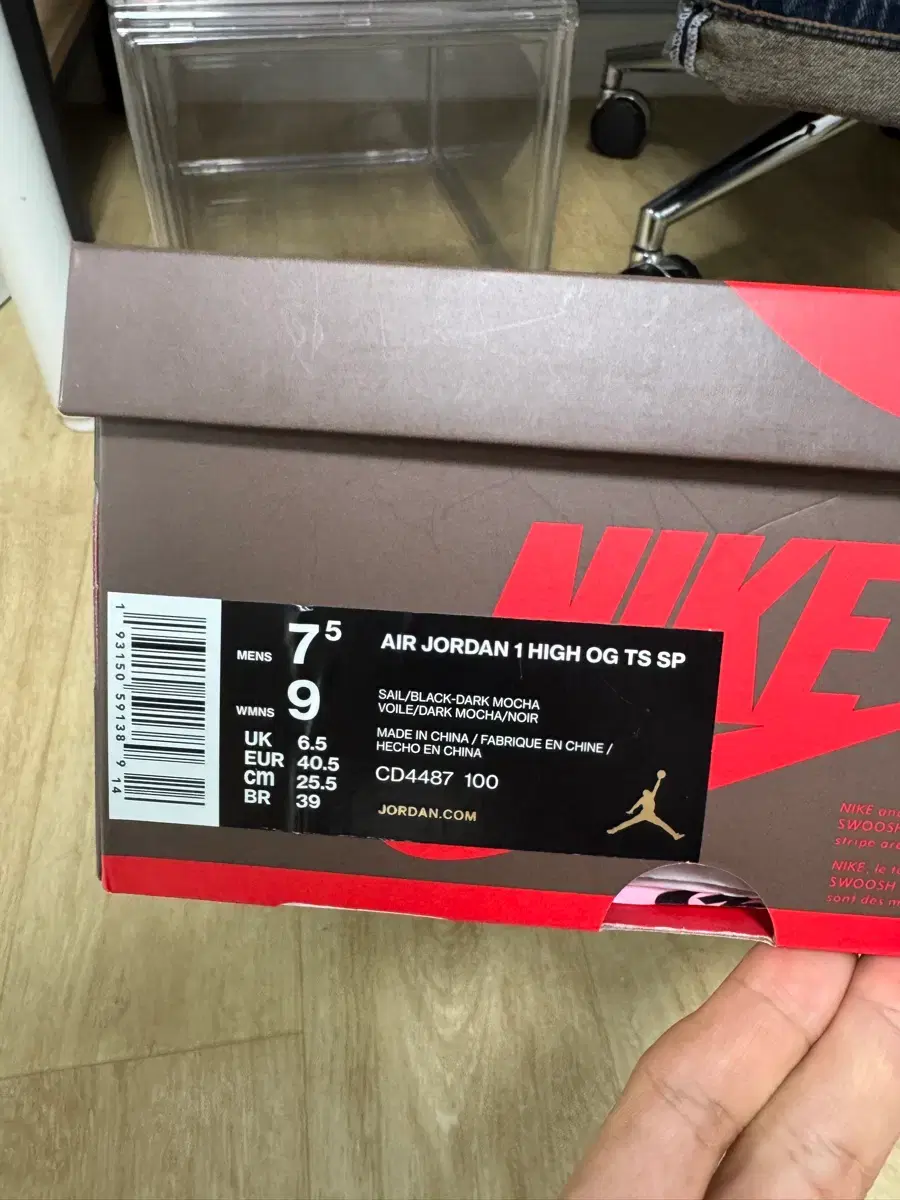 NIKE
1 93150 59138 9 14
MENS 7 5
WMNS 9
UK 6.5
EUR 40.5
cm 25.5
BR 39
AIR JORDAN 1 HIGH OG TS SP
SAIL/BLACK-DARK MOCHA
VOILE/DARK MOCHA/NOIR
MADE IN CHINA / FABRIQUE EN CHINE /
HECHO EN CHINA
CD4487 100
JORDAN.COM
NIKE
SWOOSH
NIKE, le
SWOOSH
sont des